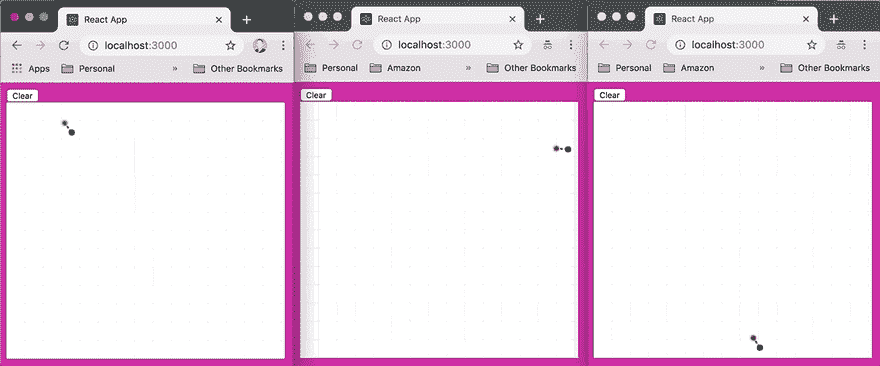 React App
localhost:3000
Apps Personal » Other Bookmarks
Clear
React App
localhost:3000
Personal Amazon » Other Bookmarks
Clear
React App
localhost:3000
Personal Amazon » Other Bookmarks
Clear